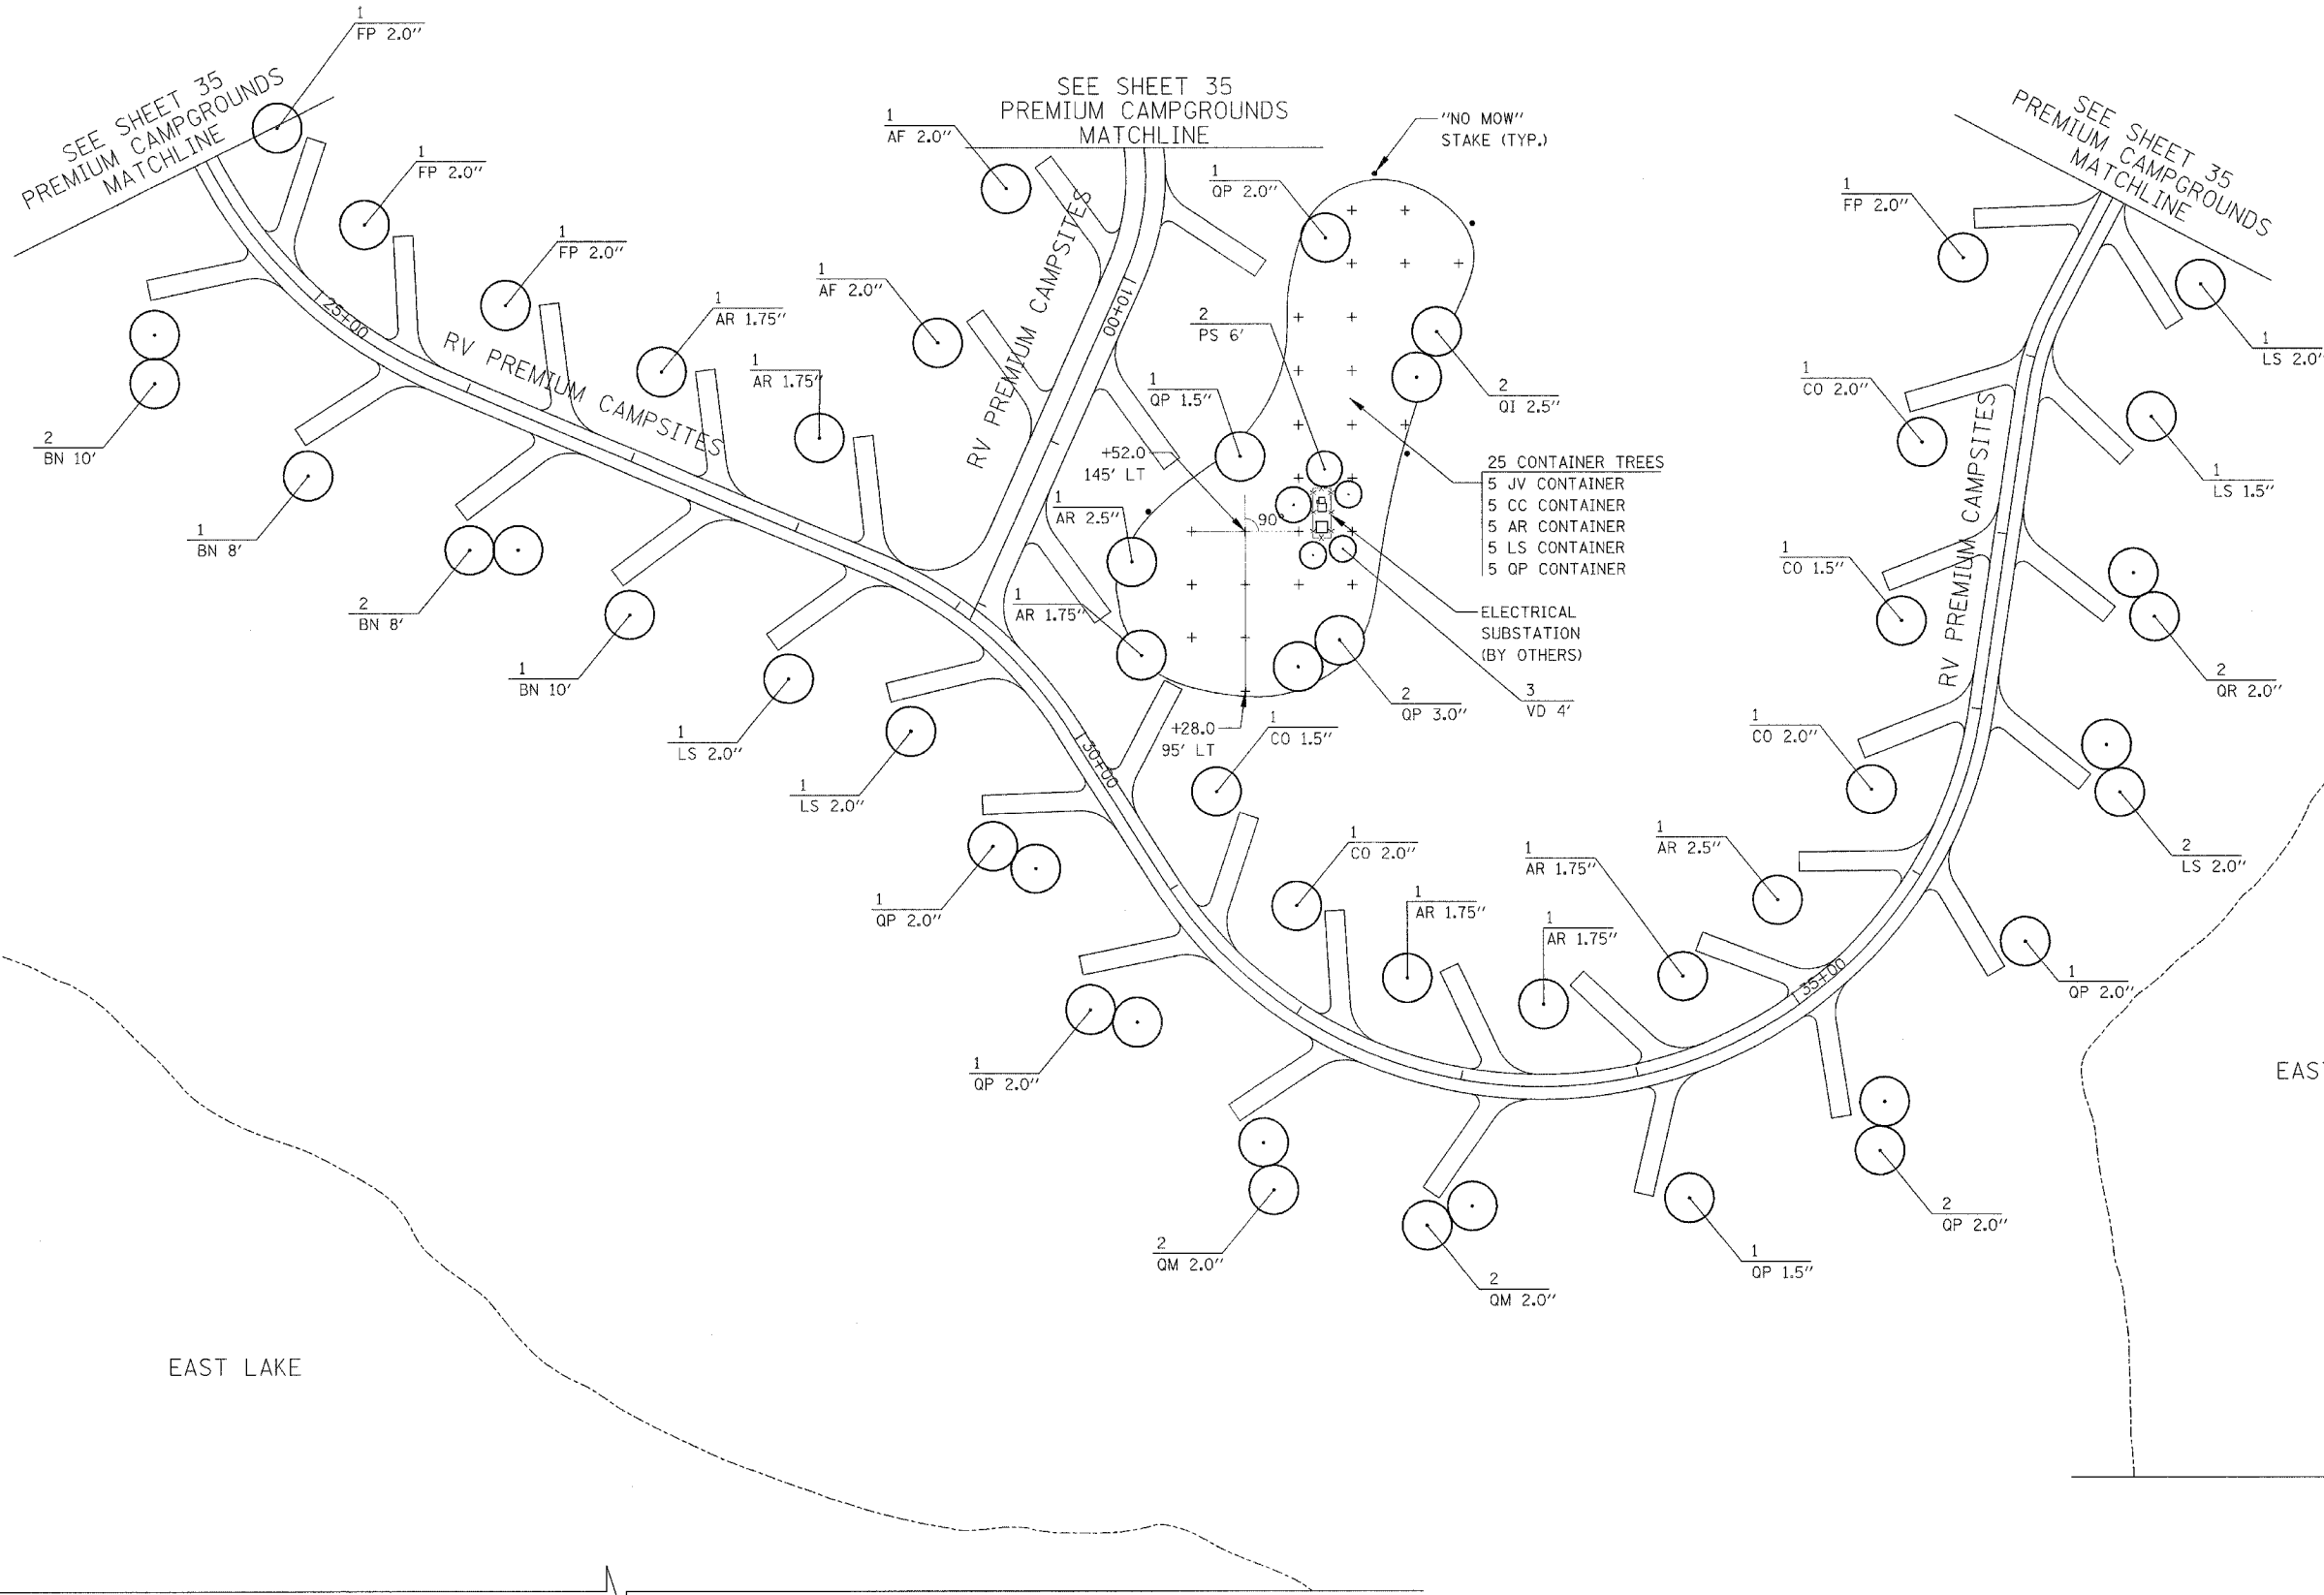 1
FP 2.0"
SEE SHEET 35
PREMIUM CAMPGROUNDS
MATCHLINE
1
FP 2.0"
1
FP 2.0"
1
AR 1.75"
1
AR 1.75"
25+00
RV PREMIUM CAMPSITES
2
BN 10'
1
BN 8'
2
BN 8'
1
BN 10'
1
LS 2.0"
1
LS 2.0"
SEE SHEET 35
PREMIUM CAMPGROUNDS
MATCHLINE
1
AF 2.0"
1
AF 2.0"
RV PREMIUM CAMPSITES
110+00
"NO MOW"
STAKE (TYP.)
1
QP 2.0"
2
PS 6'
1
QP 1.5"
2
QI 2.5"
+52.0
145' LT
90°
1
AR 2.5"
1
AR 1.75"
25 CONTAINER TREES
5 JV CONTAINER
5 CC CONTAINER
5 AR CONTAINER
5 LS CONTAINER
5 QP CONTAINER
ELECTRICAL
SUBSTATION
(BY OTHERS)
3
VD 4'
2
QP 3.0"
+28.0
95' LT
30+00
1
CO 1.5"
1
CO 2.0"
1
AR 1.75"
1
AR 1.75"
1
AR 1.75"
1
AR 2.5"
35+00
1
QP 2.0"
1
QP 2.0"
2
QM 2.0"
2
QM 2.0"
1
QP 1.5"
2
QP 2.0"
1
QP 2.0"
SEE SHEET 35
PREMIUM CAMPGROUNDS
MATCHLINE
1
FP 2.0"
1
LS 2.0"
1
CO 2.0"
1
LS 1.5"
RV PREMIUM CAMPSITES
1
CO 1.5"
2
QR 2.0"
1
CO 2.0"
2
LS 2.0"
EAST LAKE
EAS